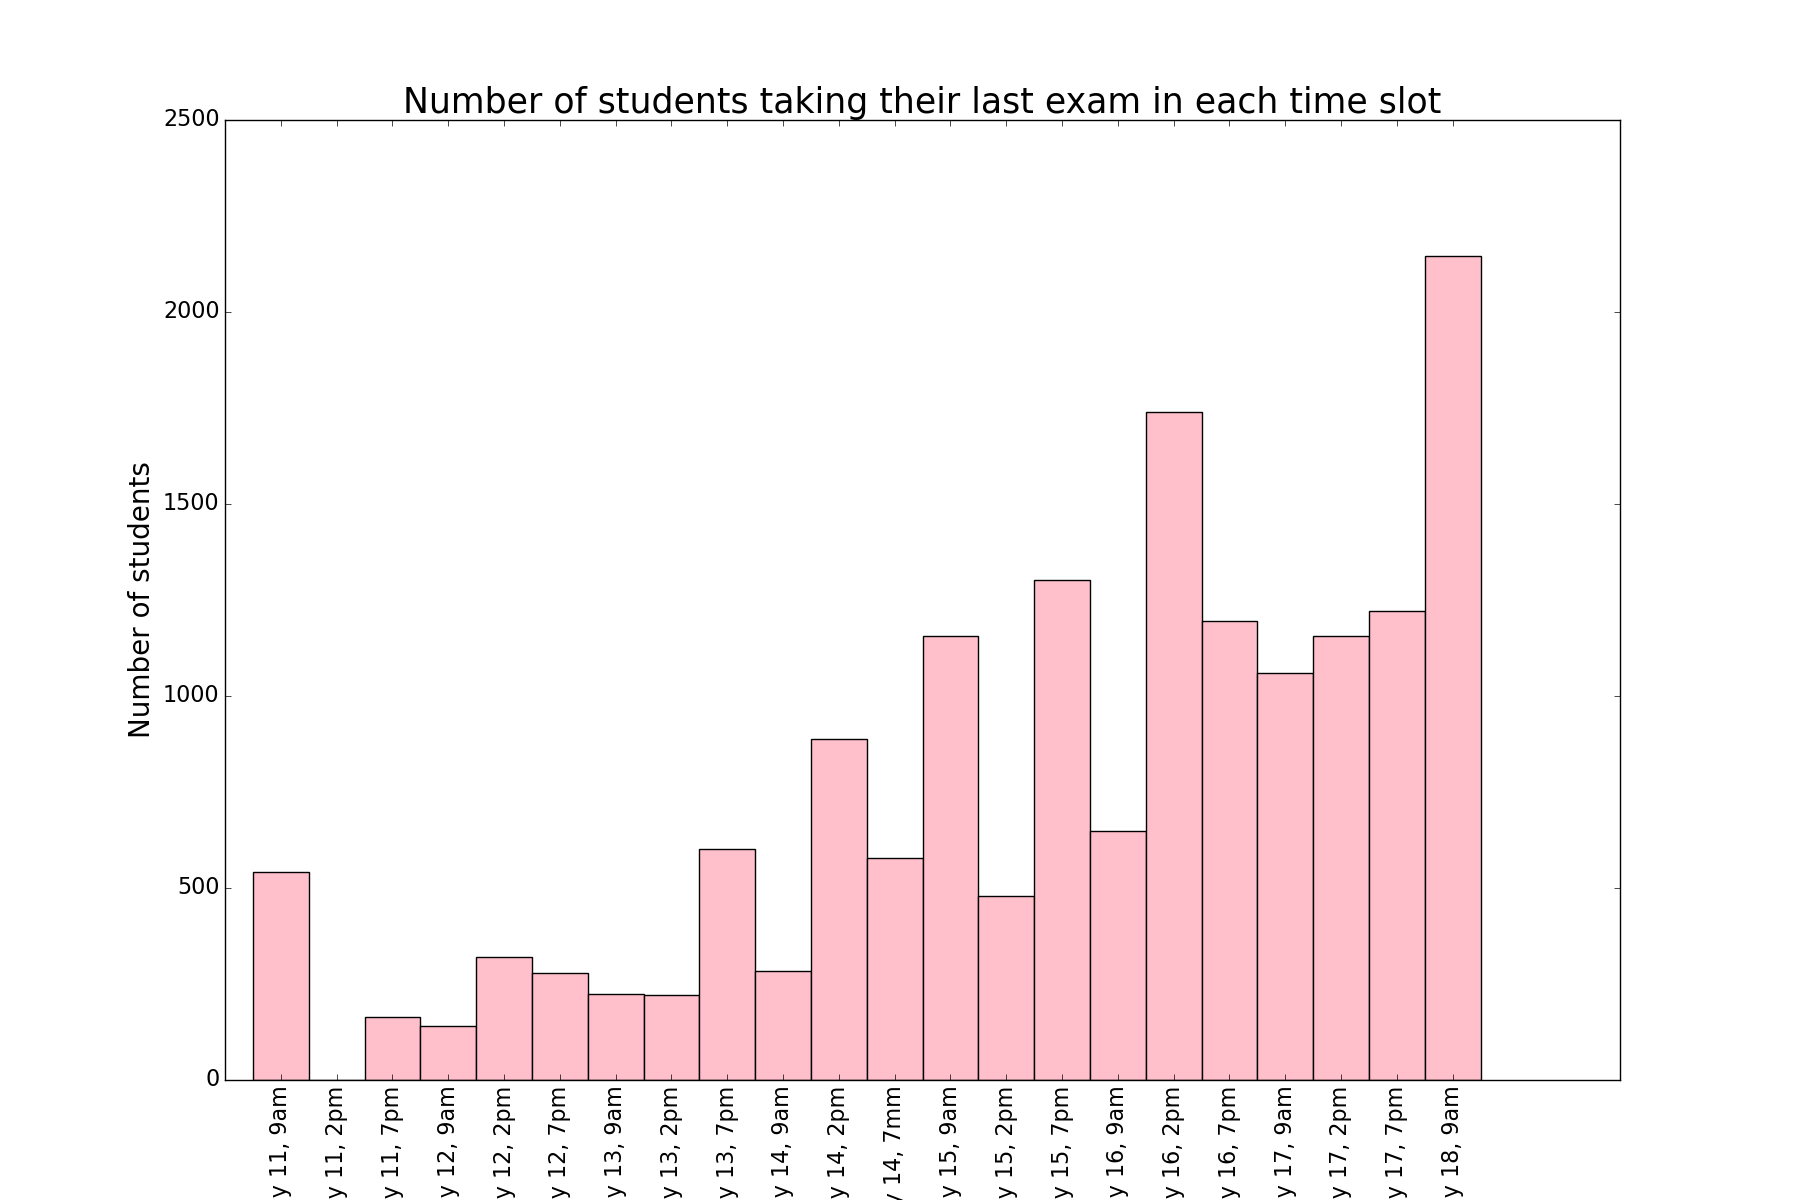 Number of students taking their last exam in each time slot
Number of students
2500
2000
1500
1000
500
0
y 11, 9am
y 11, 2pm
y 11, 7pm
y 12, 9am
y 12, 2pm
y 12, 7pm
y 13, 9am
y 13, 2pm
y 13, 7pm
y 14, 9am
y 14, 2pm
y 14, 7mm
y 15, 9am
y 15, 2pm
y 15, 7pm
y 16, 9am
y 16, 2pm
y 16, 7pm
y 17, 9am
y 17, 2pm
y 17, 7pm
y 18, 9am